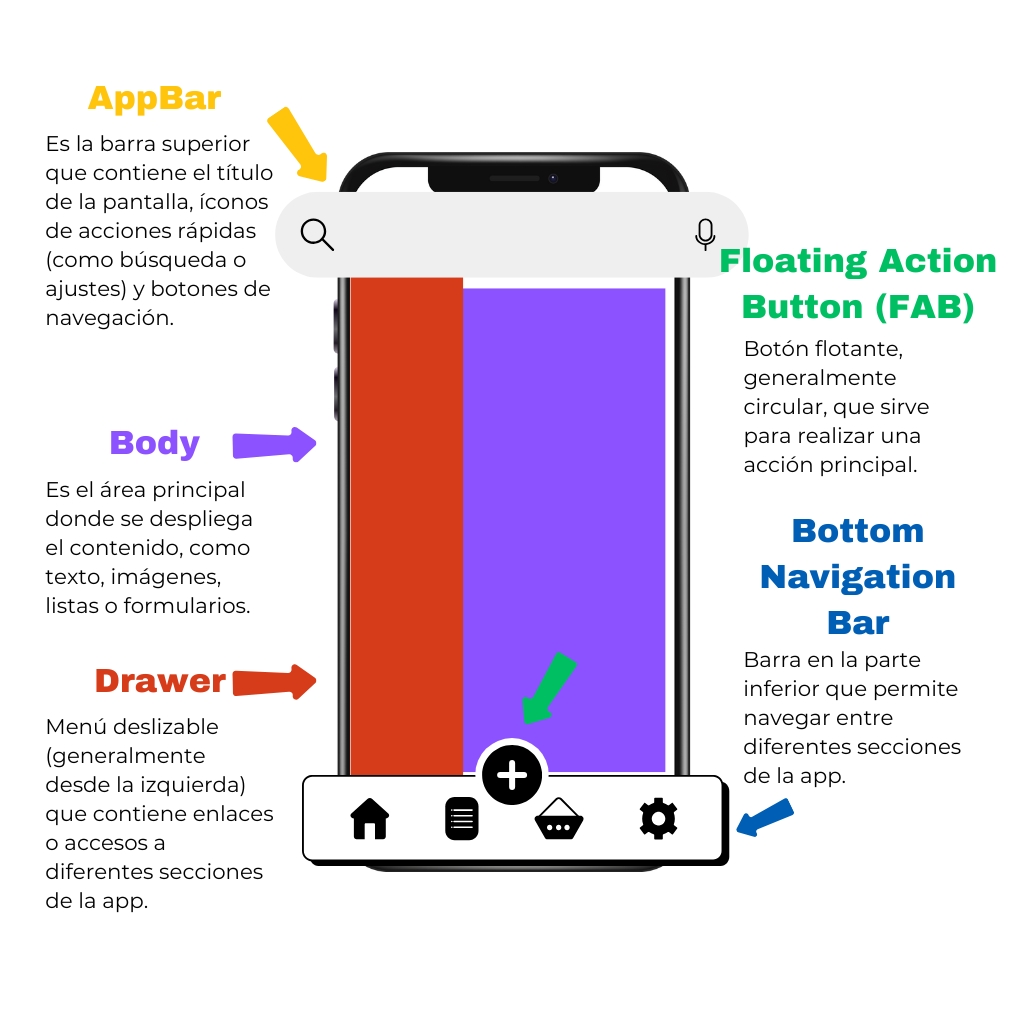 AppBar
Es la barra superior
que contiene el título
de la pantalla, íconos
de acciones rápidas
(como búsqueda o
ajustes) y botones de
navegación.
Body
Es el área principal
donde se despliega
el contenido, como
texto, imágenes,
listas o formularios.
Drawer
Menú deslizable
(generalmente
desde la izquierda)
que contiene enlaces
o accesos a
diferentes secciones
de la app.
Floating Action
Button (FAB)
Botón flotante,
generalmente
circular, que sirve
para realizar una
acción principal.
Bottom
Navigation
Bar
Barra en la parte
inferior que permite
navegar entre
diferentes secciones
de la app.